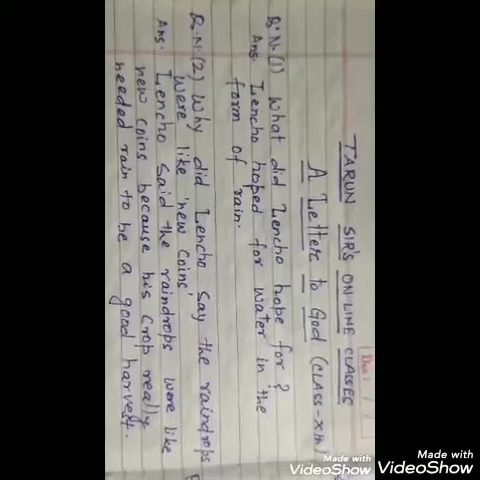 TARUN SIR'S ONLINE CLASSES
A Letter to God (CLASS-Xth)
Q.N.(1) What did Lencho hope for?
Ans. Lencho hoped for water in the
form of rain.
Q.N.(2) Why did Lencho say the raindrops
were like 'new coins'
Ans. Lencho said the raindrops were like
new coins because his crop really
needed rain to be a good harvest.
Made with
VideoShow
Made with
VideoShow